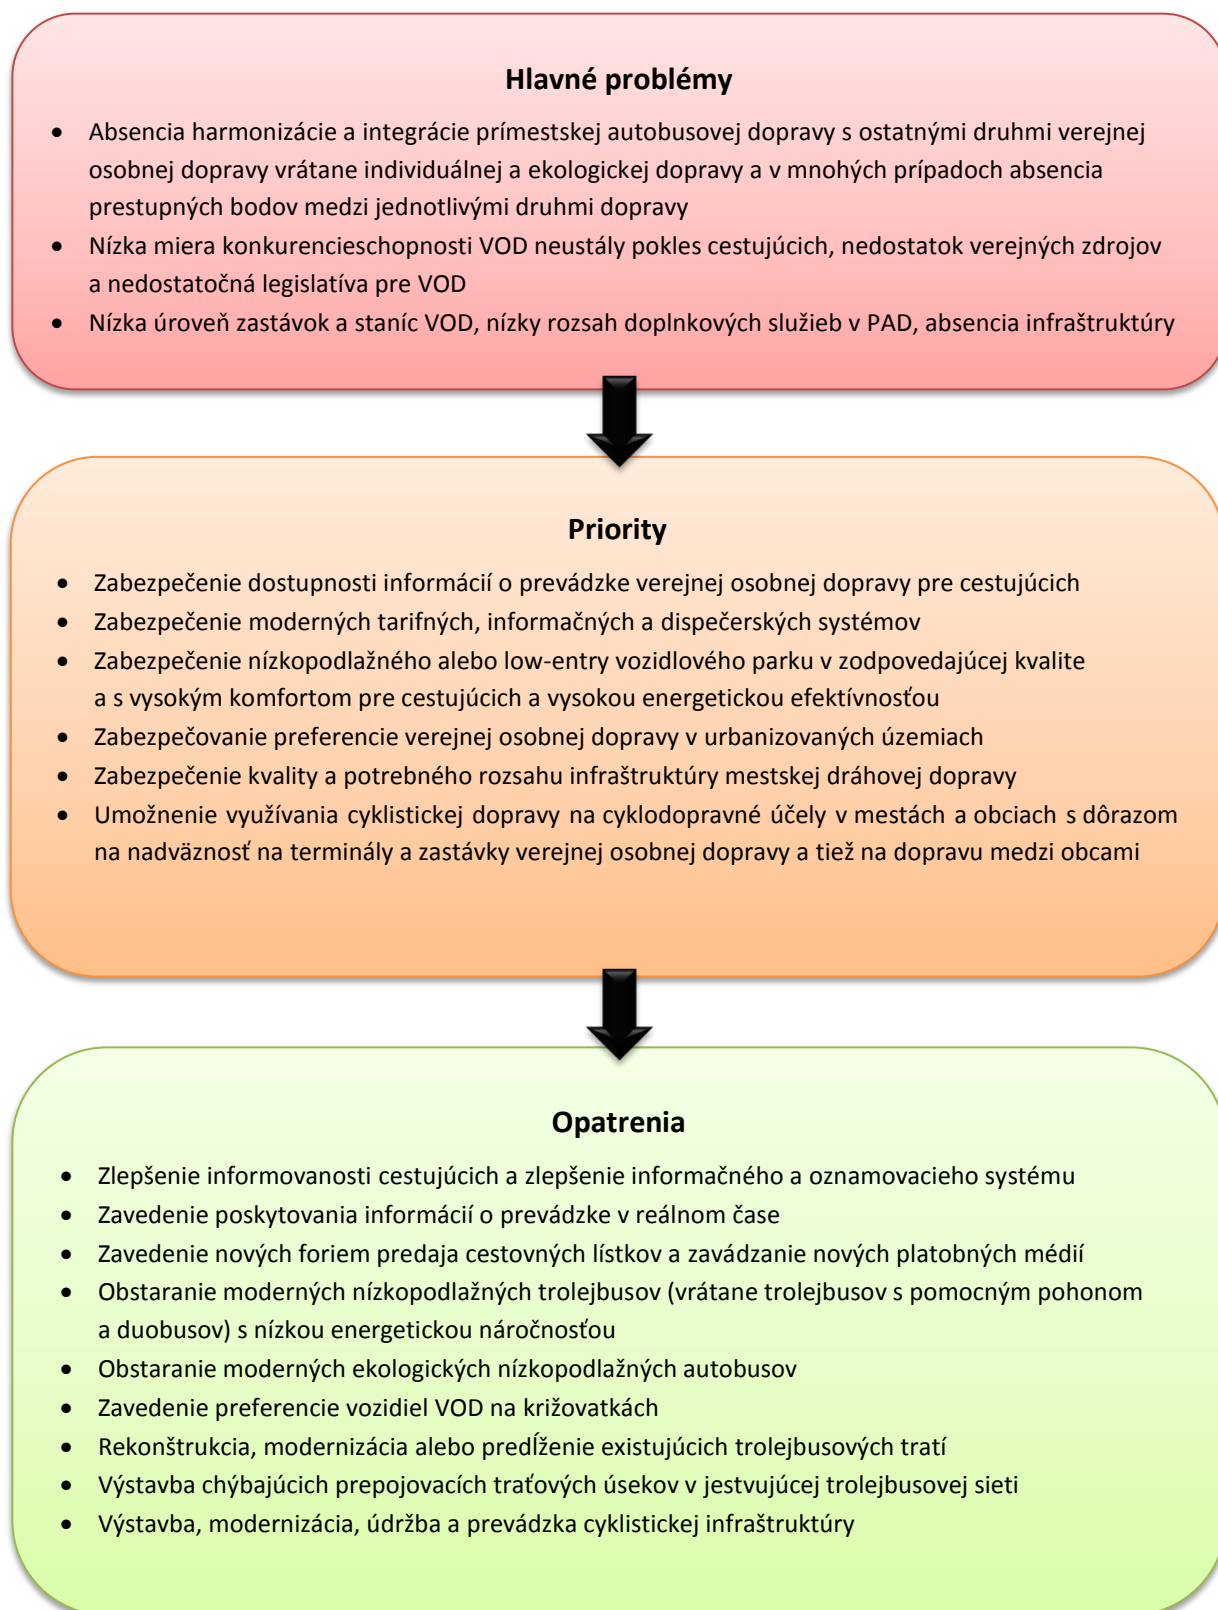 Hlavné problémy
• Absencia harmonizácie a integrácie prímestskej autobusovej dopravy s ostatnými druhmi verejnej
osobnej dopravy vrátane individuálnej a ekologickej dopravy a v mnohých prípadoch absencia
prestupných bodov medzi jednotlivými druhmi dopravy
• Nízka miera konkurencieschopnosti VOD neustály pokles cestujúcich, nedostatok verejných zdrojov
a nedostatočná legislatíva pre VOD
• Nízka úroveň zastávok a staníc VOD, nízky rozsah doplnkových služieb v PAD, absencia infraštruktúry
Priority
• Zabezpečenie dostupnosti informácií o prevádzke verejnej osobnej dopravy pre cestujúcich
• Zabezpečenie moderných tarifných, informačných a dispečerských systémov
• Zabezpečenie nízkopodlažného alebo low-entry vozidlového parku v zodpovedajúcej kvalite
a s vysokým komfortom pre cestujúcich a vysokou energetickou efektívnosťou
• Zabezpečovanie preferencie verejnej osobnej dopravy v urbanizovaných územiach
• Zabezpečenie kvality a potrebného rozsahu infraštruktúry mestskej dráhovej dopravy
• Umožnenie využívania cyklistickej dopravy na cyklodopravné účely v mestách a obciach s dôrazom
na nadväznosť na terminály a zastávky verejnej osobnej dopravy a tiež na dopravu medzi obcami
Opatrenia
• Zlepšenie informovanosti cestujúcich a zlepšenie informačného a oznamovacieho systému
• Zavedenie poskytovania informácií o prevádzke v reálnom čase
• Zavedenie nových foriem predaja cestovných lístkov a zavádzanie nových platobných médií
• Obstaranie moderných nízkopodlažných trolejbusov (vrátane trolejbusov s pomocným pohonom
a duobusov) s nízkou energetickou náročnosťou
• Obstaranie moderných ekologických nízkopodlažných autobusov
• Zavedenie preferencie vozidiel VOD na križovatkách
• Rekonštrukcia, modernizácia alebo predĺženie existujúcich trolejbusových tratí
• Výstavba chýbajúcich prepojovacích traťových úsekov v jestvujúcej trolejbusovej sieti
• Výstavba, modernizácia, údržba a prevádzka cyklistickej infraštruktúry